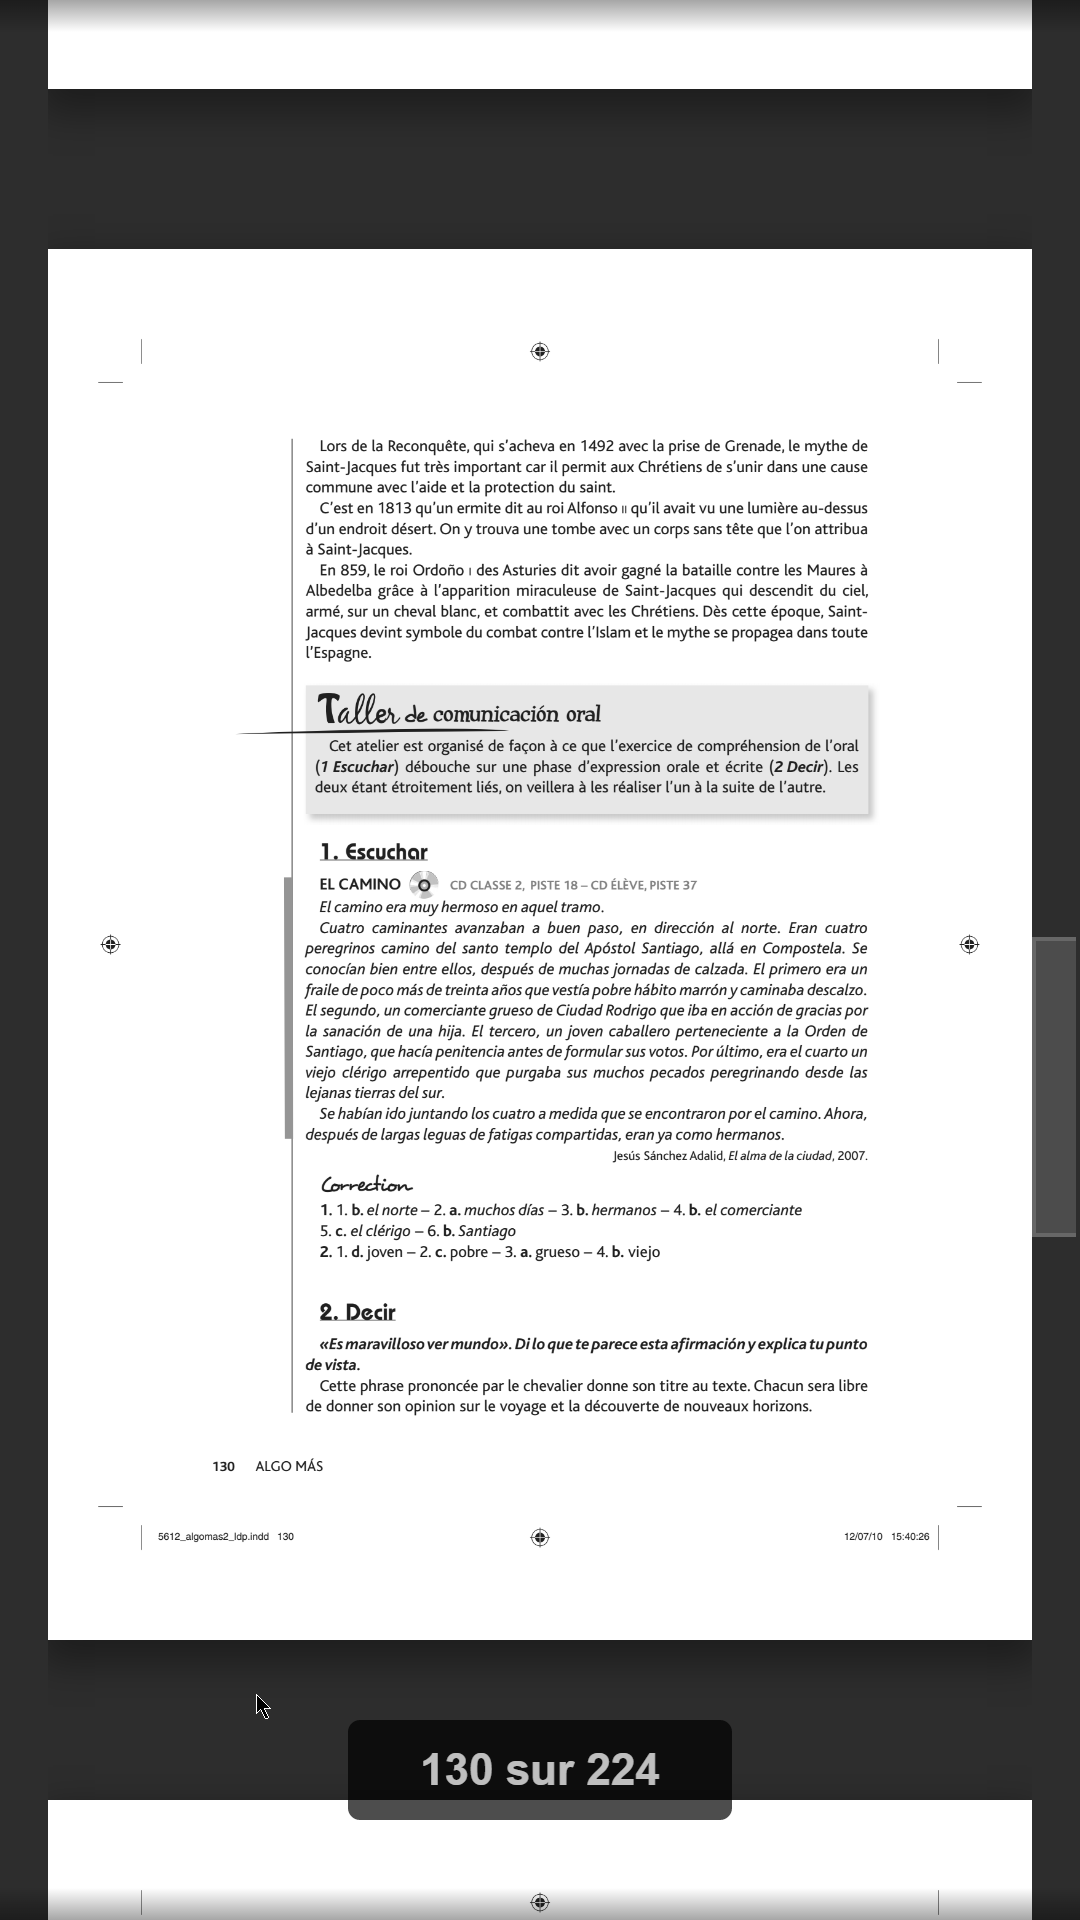 Lors de la Reconquête, qui s'acheva en 1492 avec la prise de Grenade, le mythe de
Saint-Jacques fut très important car il permit aux Chrétiens de s'unir dans une cause
commune avec l'aide et la protection du saint.
C'est en 1813 qu'un ermite dit au roi Alfonso II qu'il avait vu une lumière au-dessus
d'un endroit désert. On y trouva une tombe avec un corps sans tête que l'on attribua
à Saint-Jacques.
En 859, le roi Ordoño I des Asturies dit avoir gagné la bataille contre les Maures à
Albedelba grâce à l'apparition miraculeuse de Saint-Jacques qui descendit du ciel,
armé, sur un cheval blanc, et combattit avec les Chrétiens. Dès cette époque, Saint-
Jacques devint symbole du combat contre l'Islam et le mythe se propagea dans toute
l'Espagne.
Taller de comunicación oral
Cet atelier est organisé de façon à ce que l'exercice de compréhension de l'oral
(1 Escuchar) débouche sur une phase d'expression orale et écrite (2 Decir). Les
deux étant étroitement liés, on veillera à les réaliser l'un à la suite de l'autre.
1. Escuchar
EL CAMINO CD CLASSE 2, PISTE 18 – CD ÉLÈVE, PISTE 37
El camino era muy hermoso en aquel tramo.
Cuatro caminantes avanzaban a buen paso, en dirección al norte. Eran cuatro
peregrinos camino del santo templo del Apóstol Santiago, allá en Compostela. Se
conocían bien entre ellos, después de muchas jornadas de calzada. El primero era un
fraile de poco más de treinta años que vestía pobre hábito marrón y caminaba descalzo.
El segundo, un comerciante grueso de Ciudad Rodrigo que iba en acción de gracias por
la sanación de una hija. El tercero, un joven caballero perteneciente a la Orden de
Santiago, que hacía penitencia antes de formular sus votos. Por último, era el cuarto un
viejo clérigo arrepentido que purgaba sus muchos pecados peregrinando desde las
lejanas tierras del sur.
Se habían ido juntando los cuatro a medida que se encontraron por el camino. Ahora,
después de largas leguas de fatigas compartidas, eran ya como hermanos.
Jesús Sánchez Adalid, El alma de la ciudad, 2007.
Correction
1. 1. b. el norte – 2. a. muchos días – 3. b. hermanos – 4. b. el comerciante
5. c. el clérigo – 6. b. Santiago
2. 1. d. joven – 2. c. pobre – 3. a. grueso – 4. b. viejo
2. Decir
«Es maravilloso ver mundo». Di lo que te parece esta afirmación y explica tu punto
de vista.
Cette phrase prononcée par le chevalier donne son titre au texte. Chacun sera libre
de donner son opinion sur le voyage et la découverte de nouveaux horizons.
130 ALGO MÁS
5612_algomas2_ldp.indd 130 12/07/10 15:40:26
130 sur 224